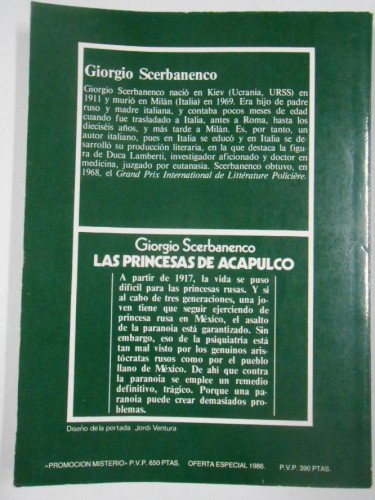 Giorgio Scerbanenco
Giorgio Scerbanenco nació en Kiev (Ucrania, URSS) en
1911 y murió en Milán (Italia) en 1969. Era hijo de padre
ruso y madre italiana, y contaba pocos meses de edad
cuando fue trasladado a Italia, antes a Roma, hasta los
dieciséis años, y más tarde a Milán. Es, por tanto, un
autor italiano, pues en Italia se educó y en Italia se de-
sarrolló su producción literaria, en la que destaca la figu-
ra de Duca Lamberti, investigador aficionado y doctor en
medicina, juzgado por eutanasia. Scerbanenco obtuvo, en
1968, el Grand Prix International de Littérature Policière.
Giorgio Scerbanenco
LAS PRINCESAS DE ACAPULCO
A partir de 1917, la vida se puso
difícil para las princesas rusas. Y si
al cabo de tres generaciones, una jo-
ven tiene que seguir ejerciendo de
princesa rusa en México, el asalto
de la paranoia está garantizado. Sin
embargo, eso de la psiquiatría está
tan mal visto por los genuinos aris-
tócratas rusos como por el pueblo
llano de México. De ahí que contra
la paranoia se emplee un remedio
definitivo, trágico. Porque una pa-
ranoia puede crear demasiados pro-
blemas.
Diseño de la portada: Jordi Ventura
«PROMOCION MISTERIO» P.V.P. 650 PTAS. OFERTA ESPECIAL 1986. P.V.P. 390 PTAS.